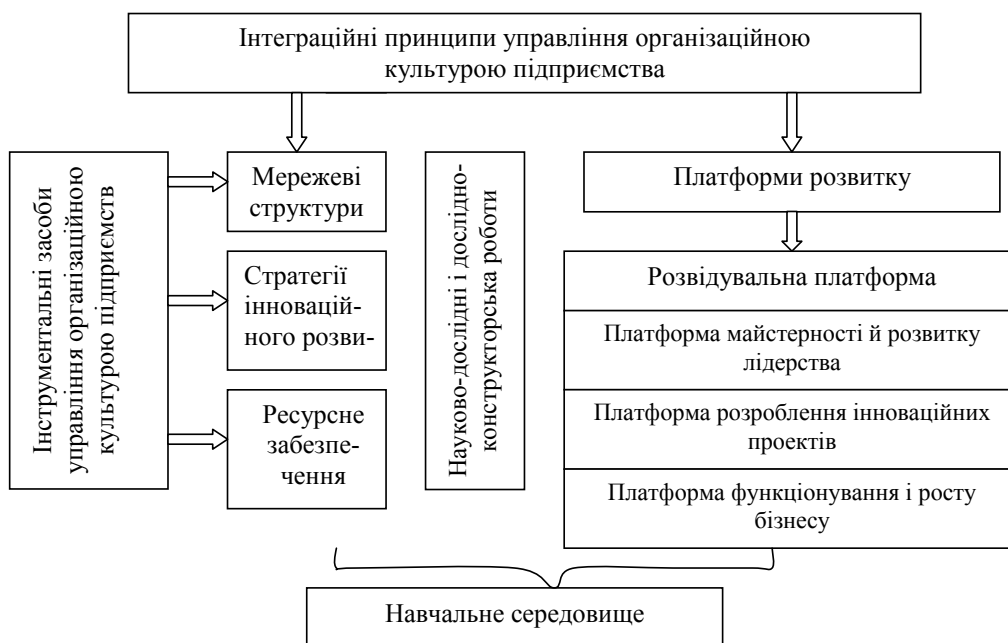 Інтеграційні принципи управління організаційною
культурою підприємства
Інструментальні засоби
управління організаційною
культурою підприємств
Мережеві
структури
Стратегії
інноваційн-
ного розви-
Ресурсне
забезпе-
чення
Науково-дослідні і дослідно-
конструкторська роботи
Платформи розвитку
Розвідувальна платформа
Платформа майстерності й розвитку
лідерства
Платформа розроблення інноваційних
проектів
Платформа функціонування і росту
бізнесу
Навчальне середовище